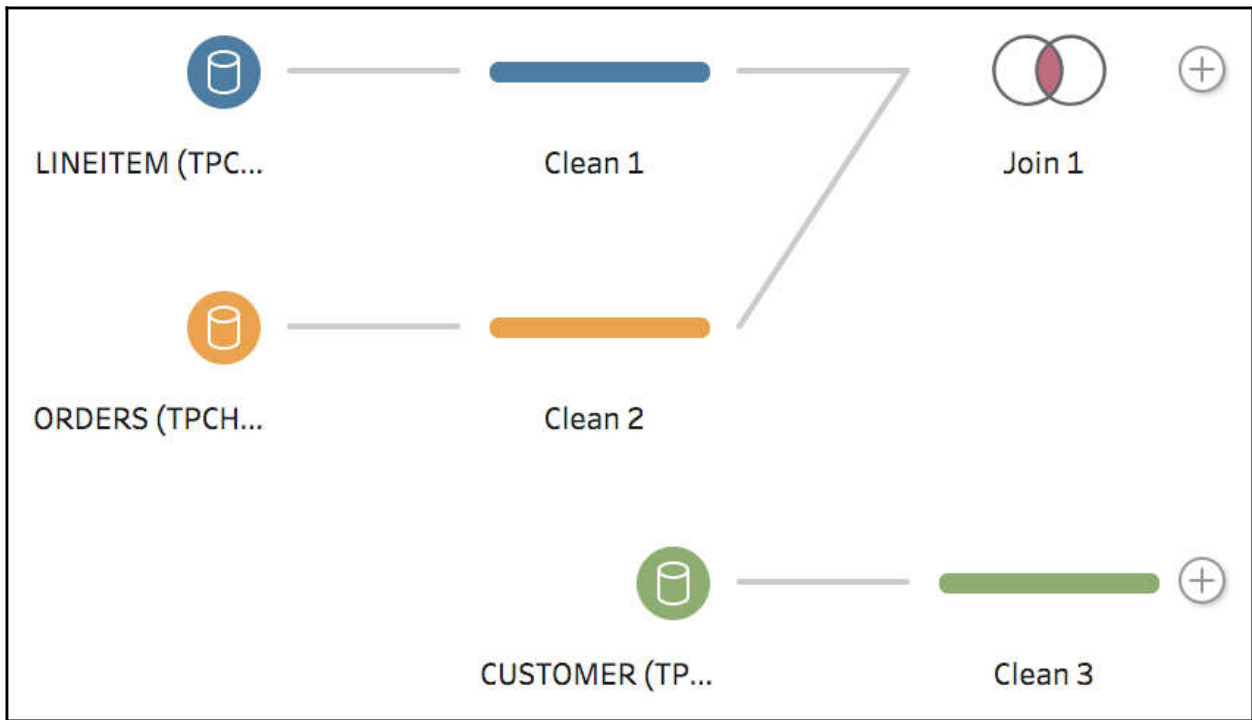 LINEITEM (TPC...
Clean 1
Join 1
ORDERS (TPCH...
Clean 2
CUSTOMER (TP...
Clean 3